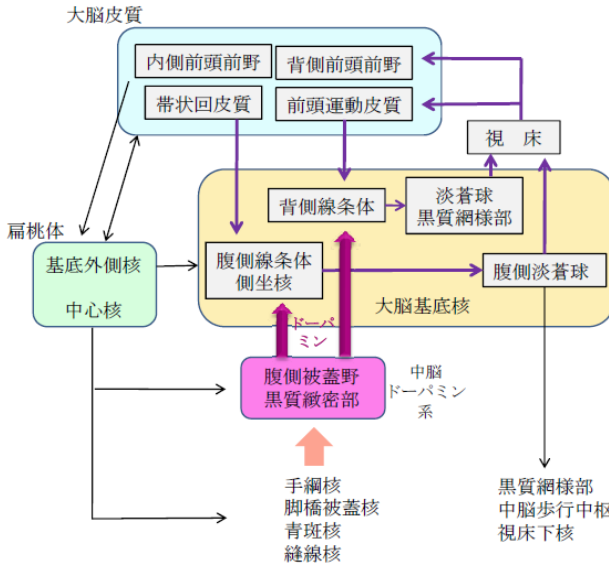 大脳皮質
内側前頭前野
背側前頭前野
帯状回皮質
前頭運動皮質
視 床
背側線条体
淡蒼球
黒質網様部
扁桃体
基底外側核
中心核
腹側線条体
側坐核
腹側淡蒼球
大脳基底核
ドーパ
ミン
腹側被蓋野
黒質緻密部
中脳
ドーパミン
系
手綱核
脚橋被蓋核
青斑核
縫線核
黒質網様部
中脳歩行中枢
視床下核